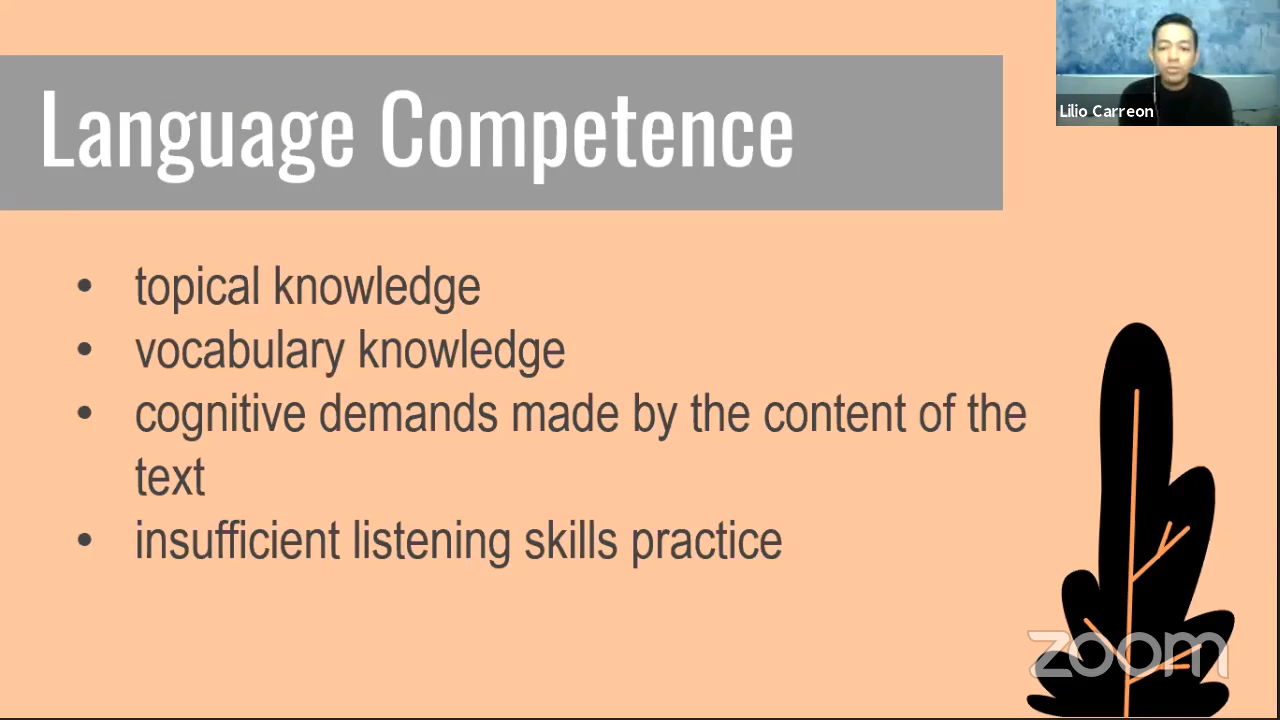 Language Competence
Lilio Carreon
• topical knowledge
• vocabulary knowledge
• cognitive demands made by the content of the
text
• insufficient listening skills practice
zoom